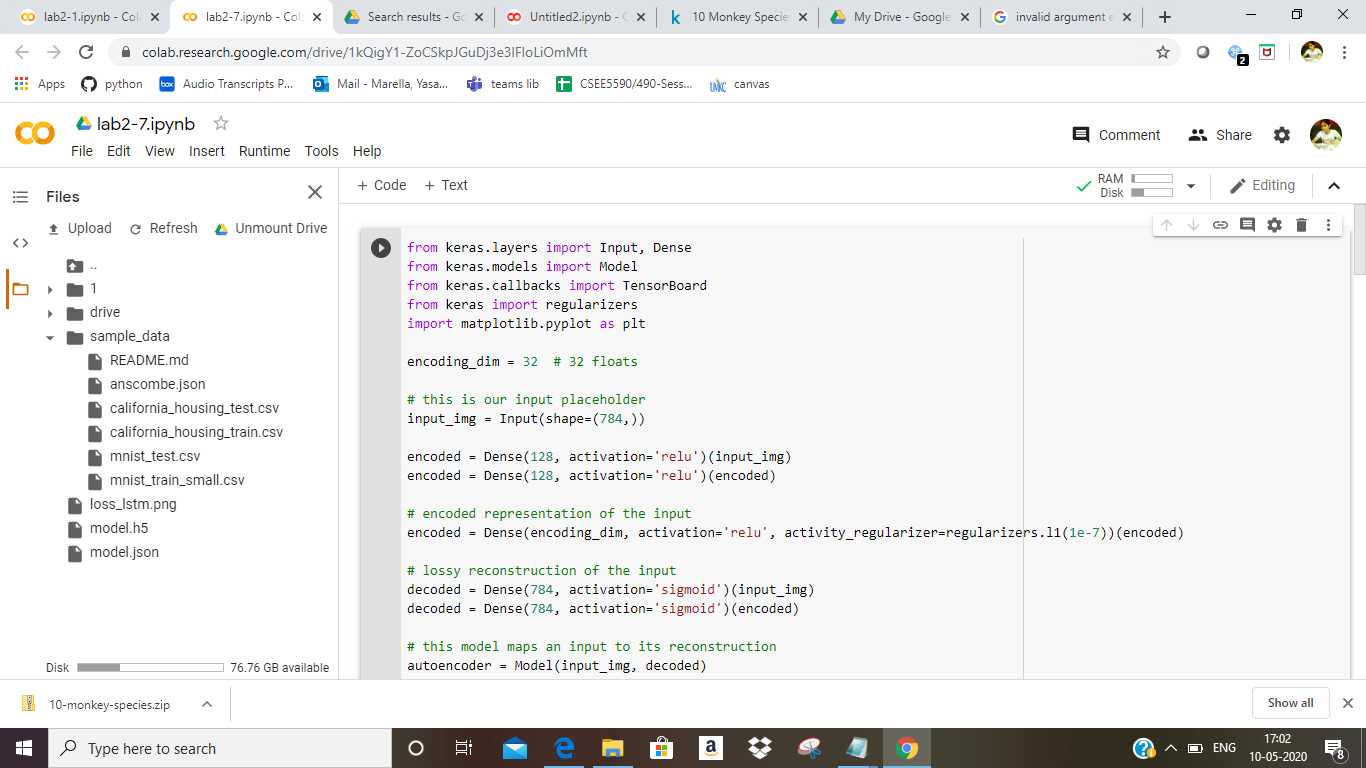 lab2-1.ipynb - Cola
lab2-7.ipynb - Cola
Search results - Go
Untitled2.ipynb - C
10 Monkey Species
My Drive - Google
invalid argument e
colab.research.google.com/drive/1kQigY1-ZoCSkpJGuDj3e3IFIoLiOmMft
2
Apps
python
box
Audio Transcripts P...
Mail - Marella, Yasa...
teams lib
CSEE5590/490-Sess...
UMKC
canvas
lab2-7.ipynb
Comment
Share
File Edit View Insert Runtime Tools Help
Files
+ Code + Text
RAM
Disk
Editing
Upload Refresh Unmount Drive
..
1
drive
sample_data
README.md
anscombe.json
california_housing_test.csv
california_housing_train.csv
mnist_test.csv
mnist_train_small.csv
loss_lstm.png
model.h5
model.json
Disk
76.76 GB available
from keras.layers import Input, Dense
from keras.models import Model
from keras.callbacks import TensorBoard
from keras import regularizers
import matplotlib.pyplot as plt
encoding_dim = 32  # 32 floats
# this is our input placeholder
input_img = Input(shape=(784,))
encoded = Dense(128, activation='relu')(input_img)
encoded = Dense(128, activation='relu')(encoded)
# encoded representation of the input
encoded = Dense(encoding_dim, activation='relu', activity_regularizer=regularizers.l1(1e-7))(encoded)
# lossy reconstruction of the input
decoded = Dense(784, activation='sigmoid')(input_img)
decoded = Dense(784, activation='sigmoid')(encoded)
# this model maps an input to its reconstruction
autoencoder = Model(input_img, decoded)
10-monkey-species.zip
Show all
Type here to search
ENG
17:02
10-05-2020
8